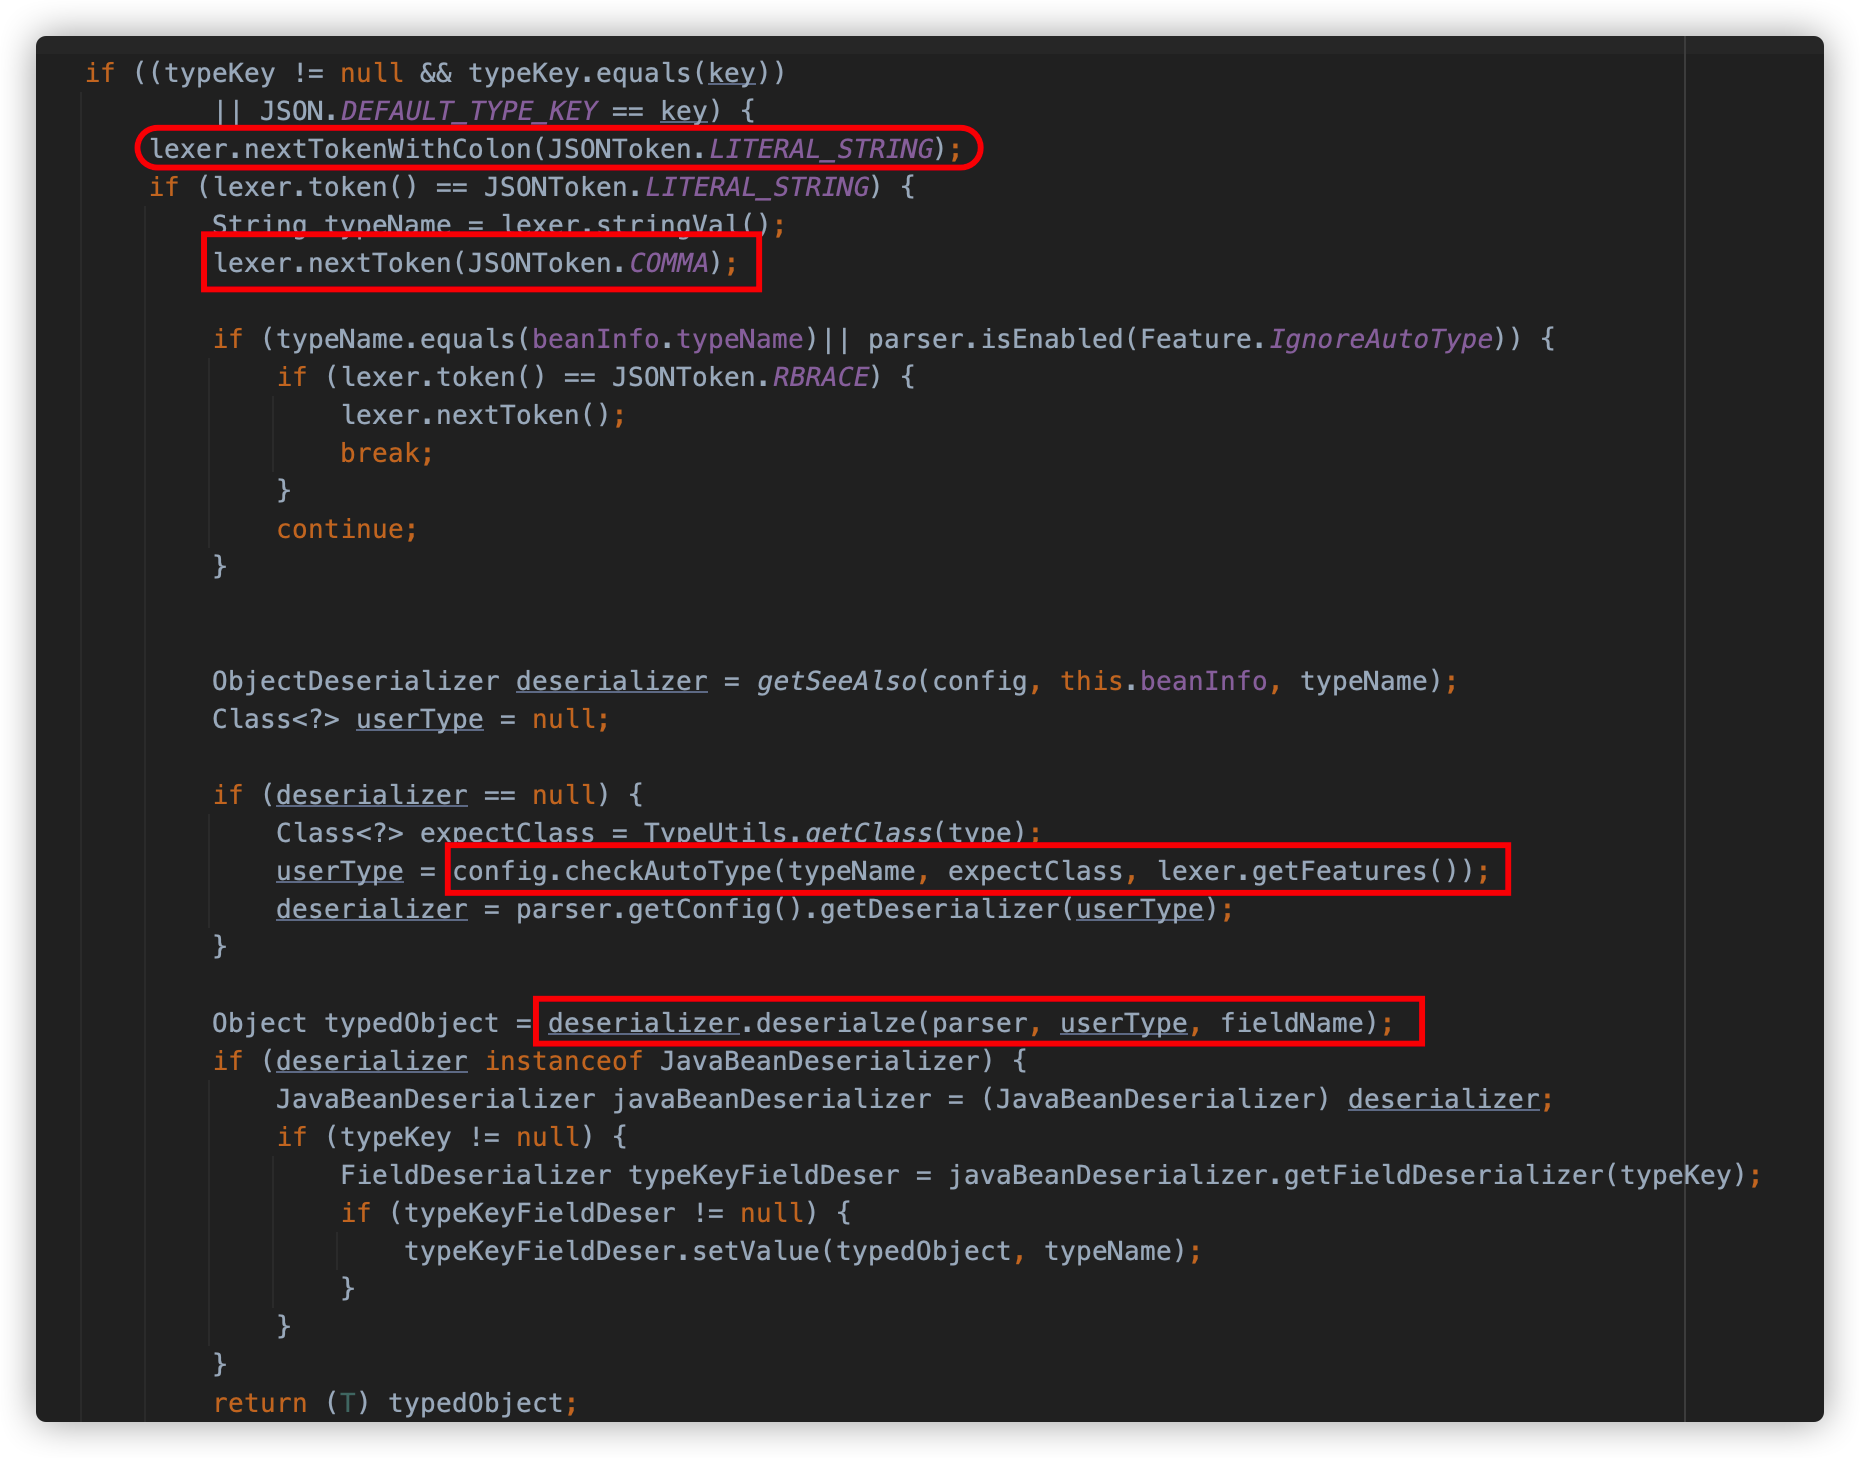 if ((typeKey != null && typeKey.equals(key))
        || JSON.DEFAULT_TYPE_KEY == key) {
    lexer.nextTokenWithColon(JSONToken.LITERAL_STRING);
    if (lexer.token() == JSONToken.LITERAL_STRING) {
        String typeName = lexer.stringVal();
        lexer.nextToken(JSONToken.COMMA);
        if (typeName.equals(beanInfo.typeName)|| parser.isEnabled(Feature.IgnoreAutoType)) {
            if (lexer.token() == JSONToken.RBRACE) {
                lexer.nextToken();
                break;
            }
            continue;
        }
        ObjectDeserializer deserializer = getSeeAlso(config, this.beanInfo, typeName);
        Class<?> userType = null;
        if (deserializer == null) {
            Class<?> expectClass = TypeUtils.getClass(type);
            userType = config.checkAutoType(typeName, expectClass, lexer.getFeatures());
            deserializer = parser.getConfig().getDeserializer(userType);
        }
        Object typedObject = deserializer.deserialze(parser, userType, fieldName);
        if (deserializer instanceof JavaBeanDeserializer) {
            JavaBeanDeserializer javaBeanDeserializer = (JavaBeanDeserializer) deserializer;
            if (typeKey != null) {
                FieldDeserializer typeKeyFieldDeser = javaBeanDeserializer.getFieldDeserializer(typeKey);
                if (typeKeyFieldDeser != null) {
                    typeKeyFieldDeser.setValue(typedObject, typeName);
                }
            }
        }
        return (T) typedObject;